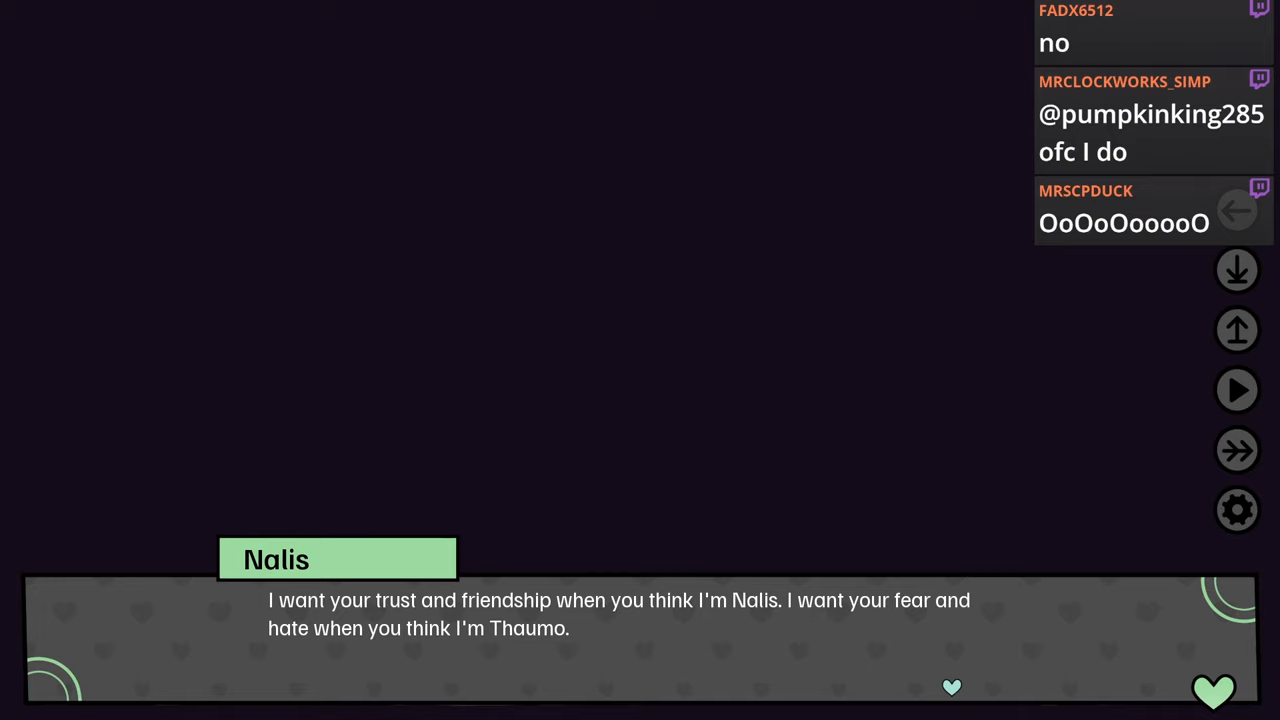 FADX6512
no
MRCLOCKWORKS_SIMP
@pumpkinking285
ofc I do
MRSCPDUCK
OoOoOooooO
Nalis
I want your trust and friendship when you think I'm Nalis. I want your fear and
hate when you think I'm Thaumo.